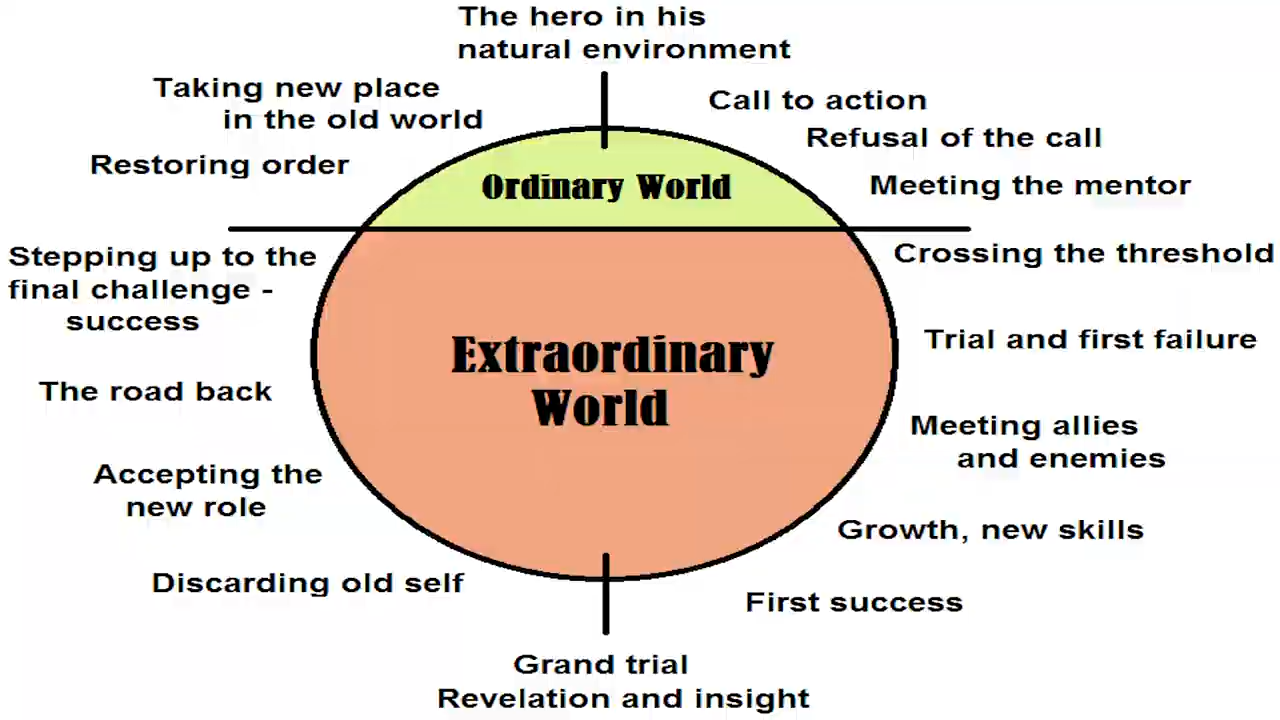 The hero in his
natural environment
Call to action
Refusal of the call
Meeting the mentor
Crossing the threshold
Trial and first failure
Meeting allies
and enemies
Growth, new skills
First success
Grand trial
Revelation and insight
Discarding old self
Accepting the
new role
The road back
Stepping up to the
final challenge -
success
Restoring order
Taking new place
in the old world
Ordinary World
Extraordinary
World